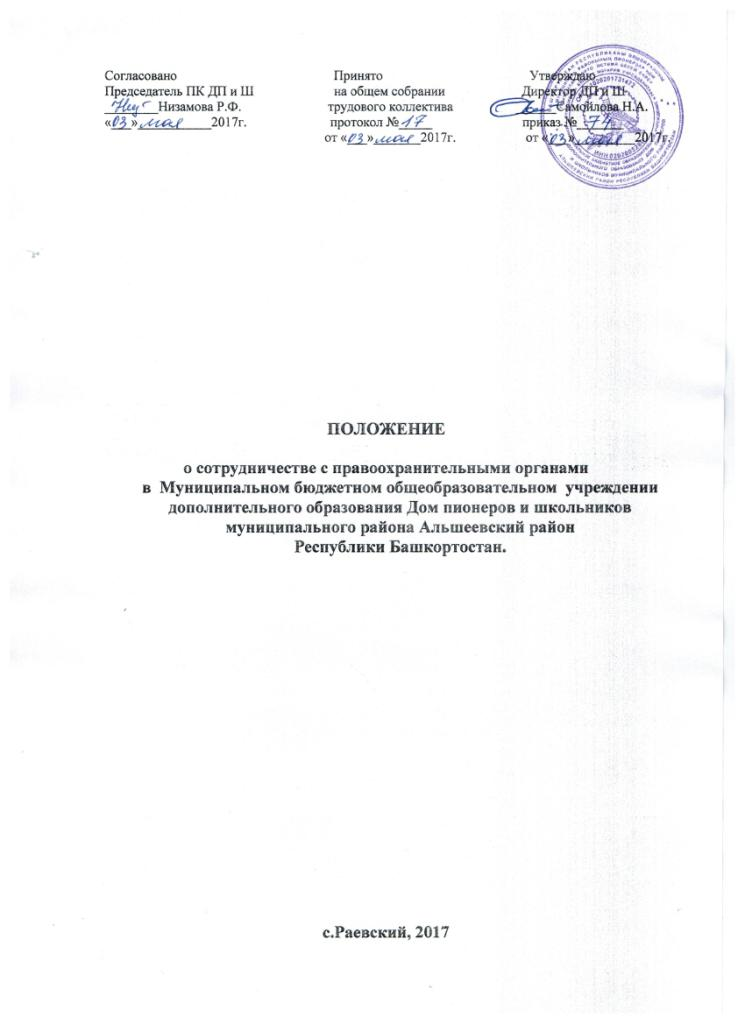 Согласовано
Председатель ПК ДП и Ш
Низамова Р.Ф.
«03» мая 2017г.
Принято
на общем собрании
трудового коллектива
протокол № 17
от «03» мая 2017г.
Утверждаю
Директор ДП и Ш
Самойлова Н.А.
приказ № 74
от «03» мая 2017г.
ПОЛОЖЕНИЕ
о сотрудничестве с правоохранительными органами
в Муниципальном бюджетном общеобразовательном учреждении
дополнительного образования Дом пионеров и школьников
муниципального района Альшеевский район
Республики Башкортостан.
с.Раевский, 2017